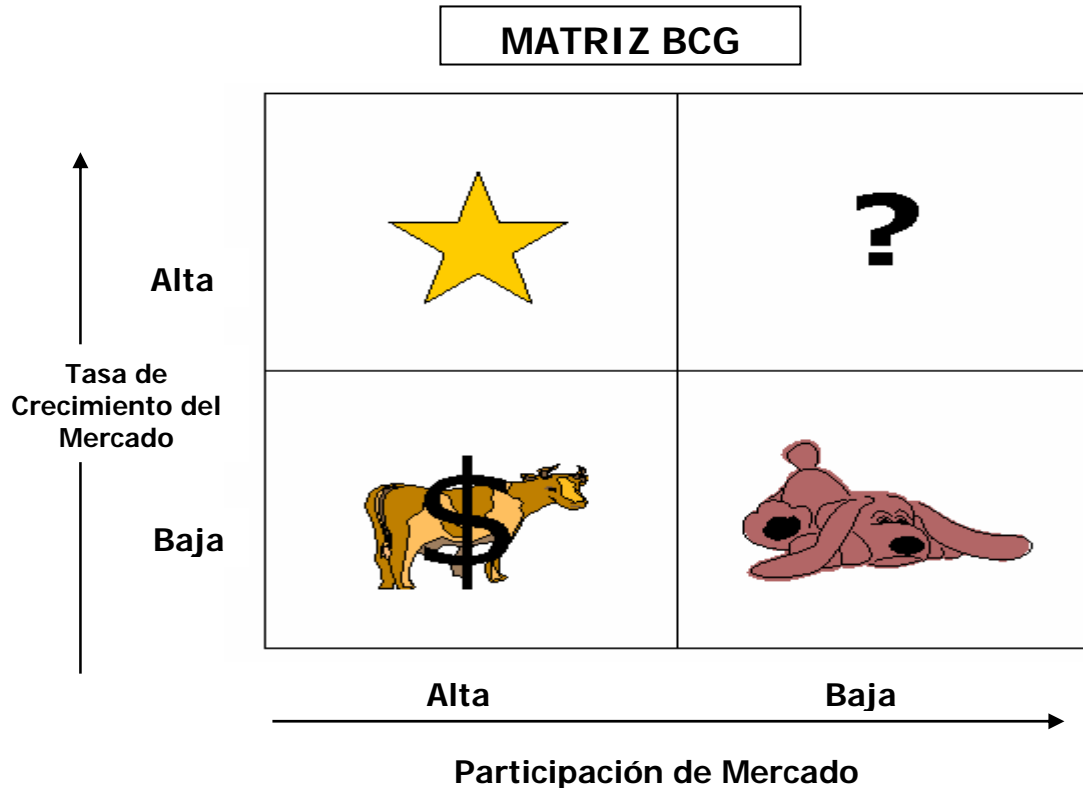 MATRIZ BCG
?
Alta
Tasa de
Crecimiento del
Mercado
$
Baja
Alta
Baja
Participación de Mercado